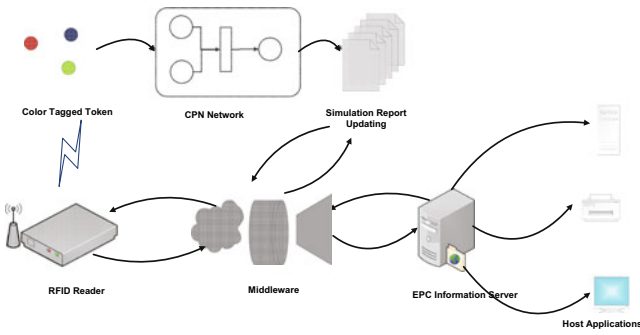 Color Tagged Token
CPN Network
Simulation Report
Updating
RFID Reader
Middleware
EPC Information Server
Host Applications